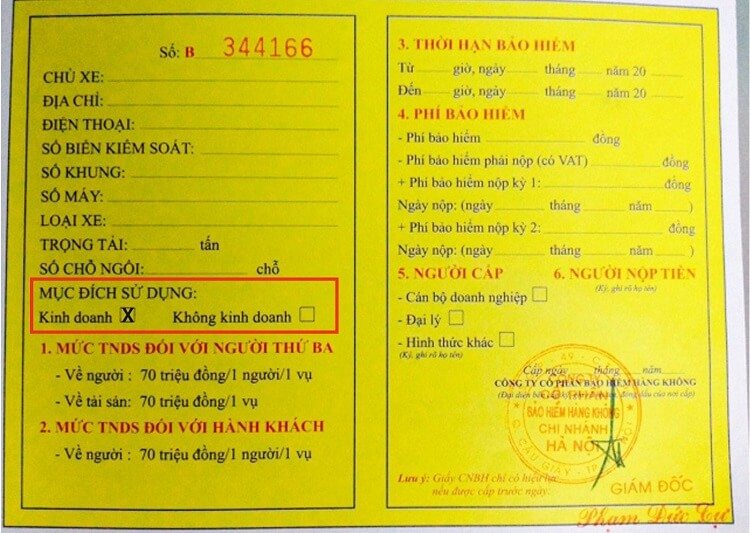 Số: B 344166
CHỦ XE:
ĐỊA CHỈ:
ĐIỆN THOẠI:
SỐ BIỂN KIỂM SOÁT:
SỐ KHUNG:
SỐ MÁY:
LOẠI XE:
TRỌNG TẢI: tấn
SỐ CHỖ NGỒI: chỗ
MỤC ĐÍCH SỬ DỤNG:
Kinh doanh X Không kinh doanh
1. MỨC TNDS ĐỐI VỚI NGƯỜI THỨ BA
- Về người : 70 triệu đồng/1 người/1 vụ
- Về tài sản: 70 triệu đồng/1 người/1 vụ
2. MỨC TNDS ĐỐI VỚI HÀNH KHÁCH
- Về người : 70 triệu đồng/1 người/1 vụ
3. THỜI HẠN BẢO HIỂM
Từ giờ, ngày tháng năm 20
Đến giờ, ngày tháng năm 20
4. PHÍ BẢO HIỂM
- Phí bảo hiểm đồng
- Phí bảo hiểm phải nộp (có VAT) đồng
+ Phí bảo hiểm nộp kỳ 1: đồng
Ngày nộp: (ngày tháng năm )
+ Phí bảo hiểm nộp kỳ 2: đồng
Ngày nộp: (ngày tháng năm )
5. NGƯỜI CẤP 6. NGƯỜI NỘP TIỀN
(Ký, ghi rõ họ tên)
- Cán bộ doanh nghiệp
- Đại lý
- Hình thức khác
(Ký, ghi rõ họ tên)
Cấp ngày tháng năm
CÔNG TY CỔ PHẦN BẢO HIỂM HÀNG KHÔNG
(Đại diện đóng dấu của nơi cấp)
CỔ PHẦN
BẢO HIỂM HÀNG KHÔNG
CHI NHÁNH
HÀ NỘI
Q. CẦU GIẤY
Lưu ý: Giấy CNBH chỉ có hiệu
nếu được cấp trước ngày:
GIÁM ĐỐC
Phạm Đức Cự